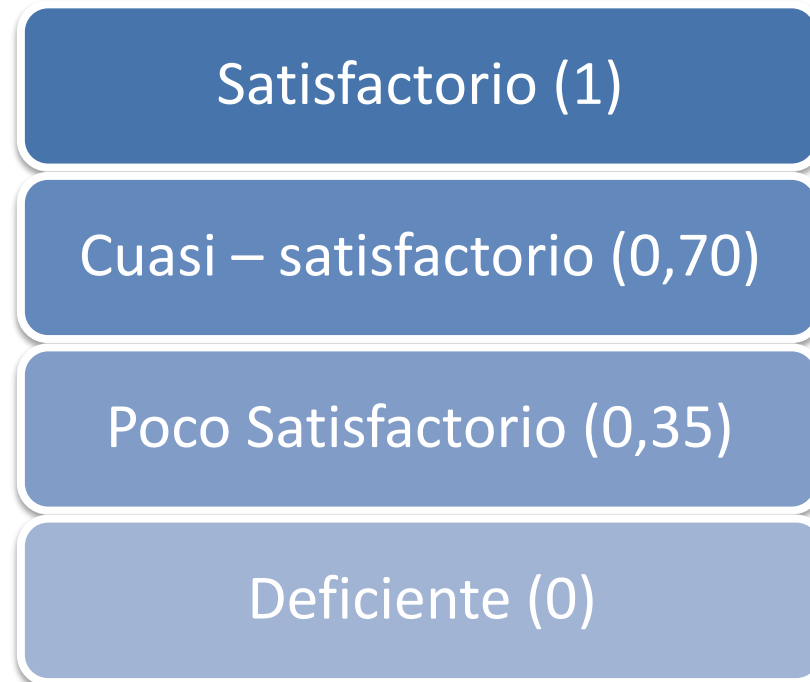 Satisfactorio (1)
Cuasi – satisfactorio (0,70)
Poco Satisfactorio (0,35)
Deficiente (0)